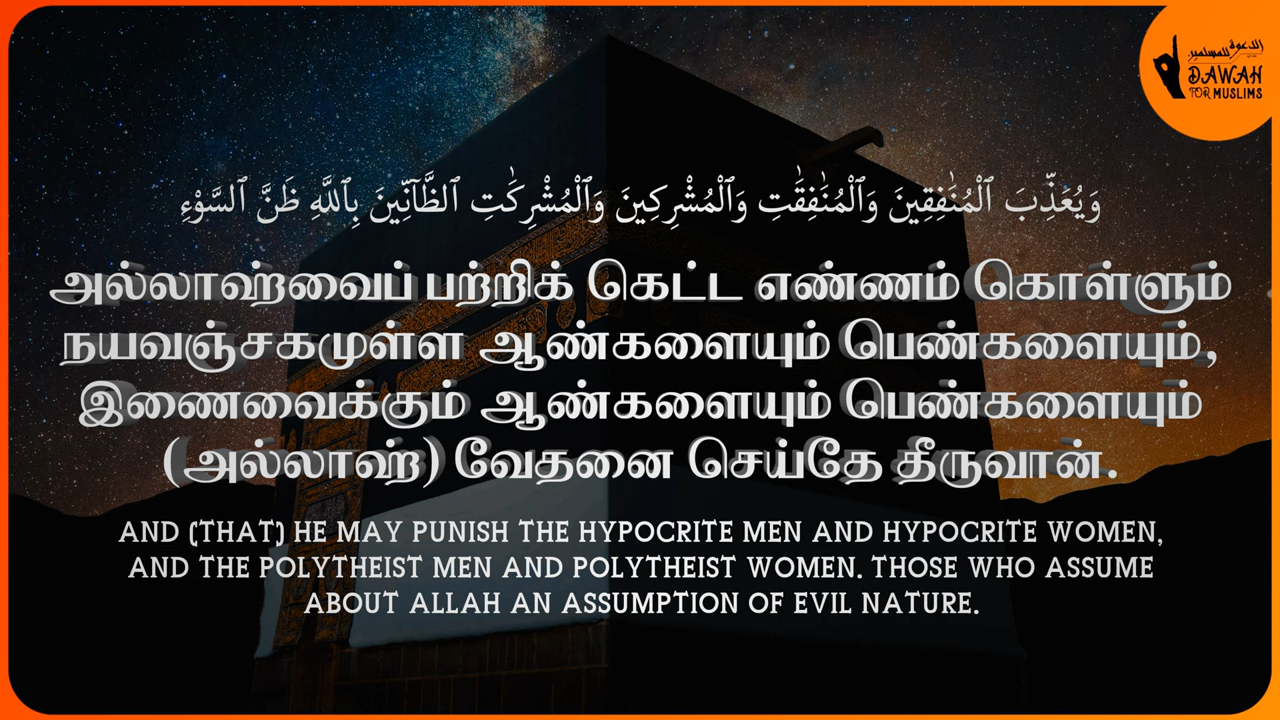 الدعوة للمسلمين
DAWAH
FOR MUSLIMS
وَيُعَذِّبَ ٱلْمُنَٰفِقِينَ وَٱلْمُنَٰفِقَٰتِ وَٱلْمُشْرِكِينَ وَٱلْمُشْرِكَٰتِ ٱلظَّآنِّينَ بِٱللَّهِ ظَنَّ ٱلسَّوْءِ
அல்லாஹ்வைப் பற்றிக் கெட்ட எண்ணம் கொள்ளும்
நயவஞ்சகமுள்ள ஆண்களையும் பெண்களையும்,
இணைவைக்கும் ஆண்களையும் பெண்களையும்
(அல்லாஹ்) வேதனை செய்தே தீருவான்.
AND (THAT) HE MAY PUNISH THE HYPOCRITE MEN AND HYPOCRITE WOMEN,
AND THE POLYTHEIST MEN AND POLYTHEIST WOMEN. THOSE WHO ASSUME
ABOUT ALLAH AN ASSUMPTION OF EVIL NATURE.